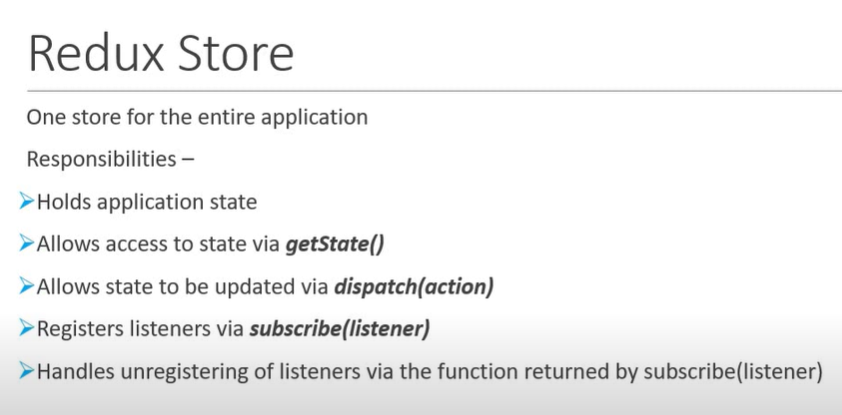 Redux Store
One store for the entire application
Responsibilities –
Holds application state
Allows access to state via getState()
Allows state to be updated via dispatch(action)
Registers listeners via subscribe(listener)
Handles unregistering of listeners via the function returned by subscribe(listener)